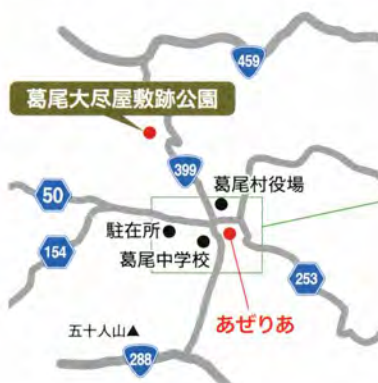 459
葛尾大尽屋敷跡公園
399
葛尾村役場
50
駐在所
葛尾中学校
154
253
あぜりあ
五十人山▲
288